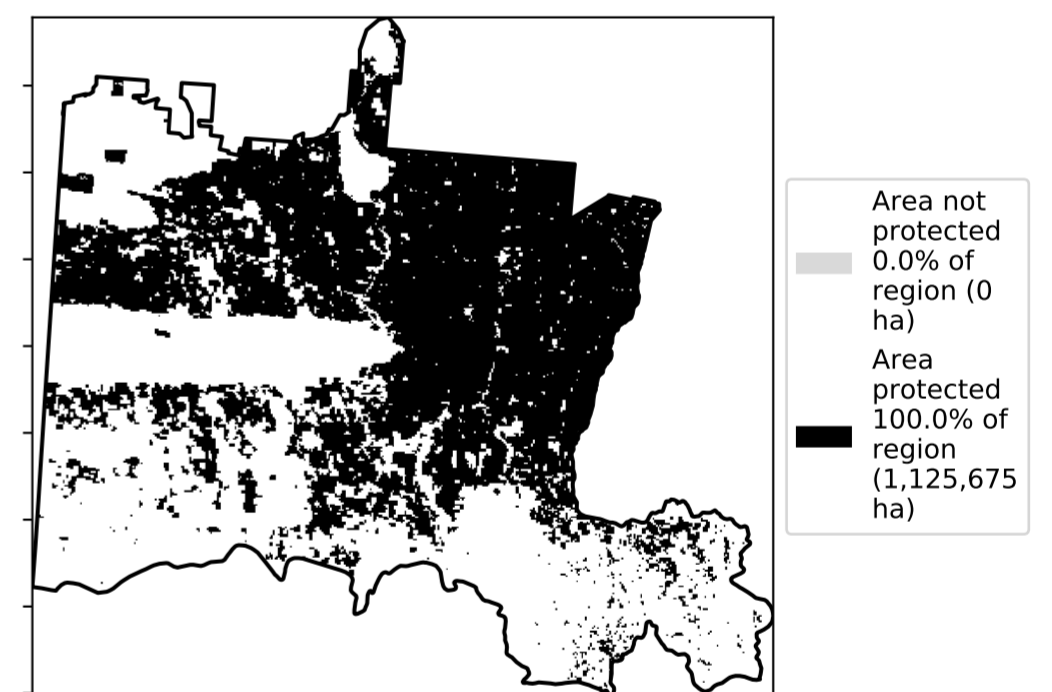 Area not
protected
0.0% of
region (0
ha)
Area
protected
100.0% of
region
(1,125,675
ha)